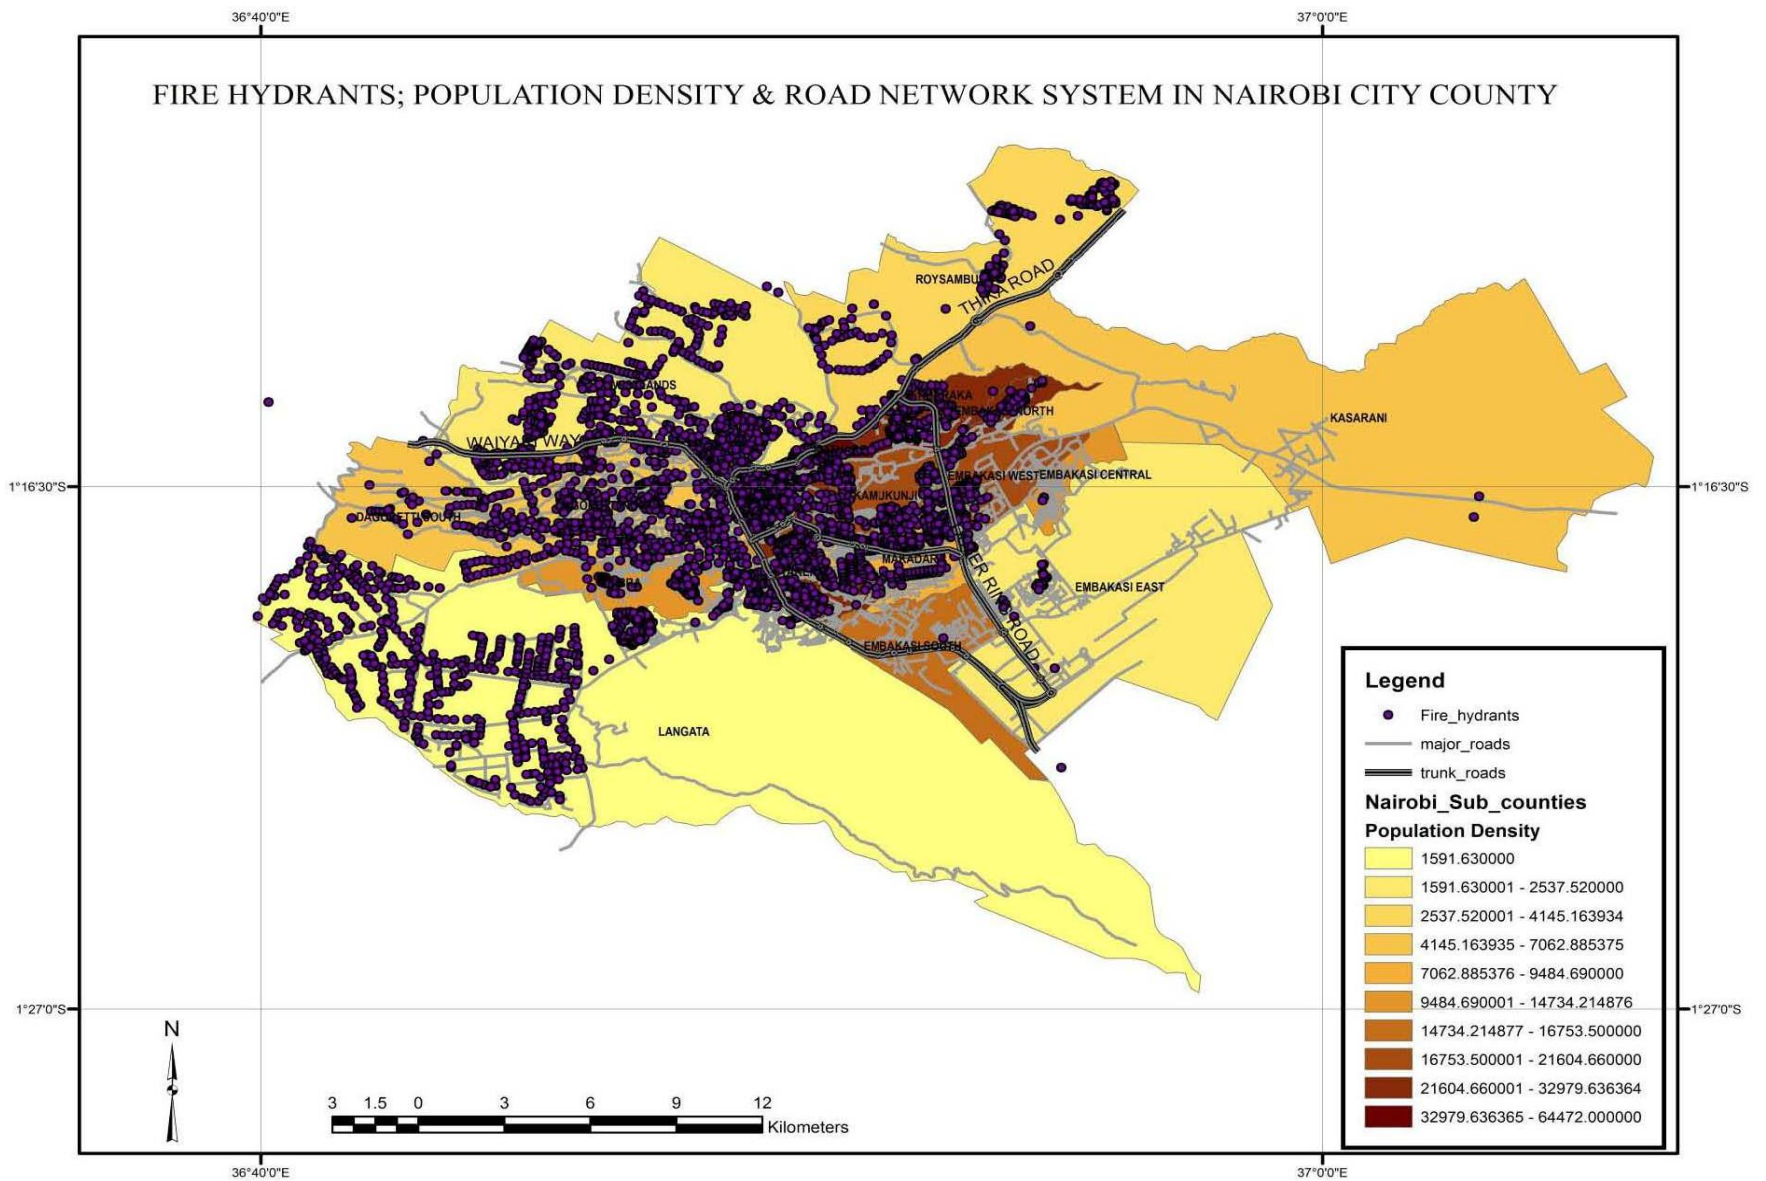 36°40'0"E
37°0'0"E
FIRE HYDRANTS; POPULATION DENSITY & ROAD NETWORK SYSTEM IN NAIROBI CITY COUNTY
ROYSAMBU
THIKA ROAD
KASARANI
WAIYAKI WAY
EMBAKASI NORTH
EMBAKASI WEST
EMBAKASI CENTRAL
1°16'30"S
1°16'30"S
KAMUKUNJI
DAGORETTI SOUTH
MAKADARA
EMBAKASI EAST
RING ROAD
EMBAKASI SOUTH
LANGATA
Legend
Fire_hydrants
major_roads
trunk_roads
Nairobi_Sub_counties
Population Density
1591.630000
1591.630001 - 2537.520000
2537.520001 - 4145.163934
4145.163935 - 7062.885375
7062.885376 - 9484.690000
9484.690001 - 14734.214876
14734.214877 - 16753.500000
16753.500001 - 21604.660000
21604.660001 - 32979.636364
32979.636365 - 64472.000000
1°27'0"S
1°27'0"S
N
3 1.5 0 3 6 9 12
Kilometers
36°40'0"E
37°0'0"E